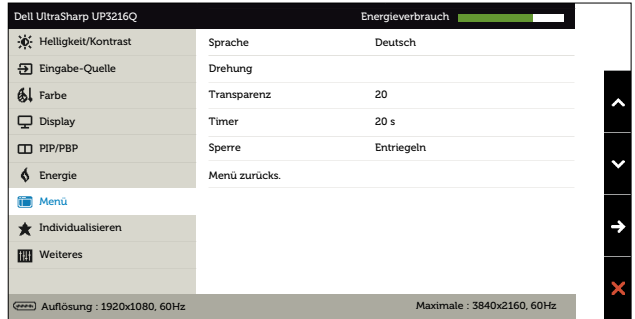 Dell UltraSharp UP3216Q Energieverbrauch
Helligkeit/Kontrast Sprache Deutsch
Eingabe-Quelle Drehung
Farbe Transparenz 20
Display Timer 20 s
PIP/PBP Sperre Entriegeln
Energie Menü zurücks.
Menü
Individualisieren
Weiteres
Auflösung : 1920x1080, 60Hz Maximale : 3840x2160, 60Hz